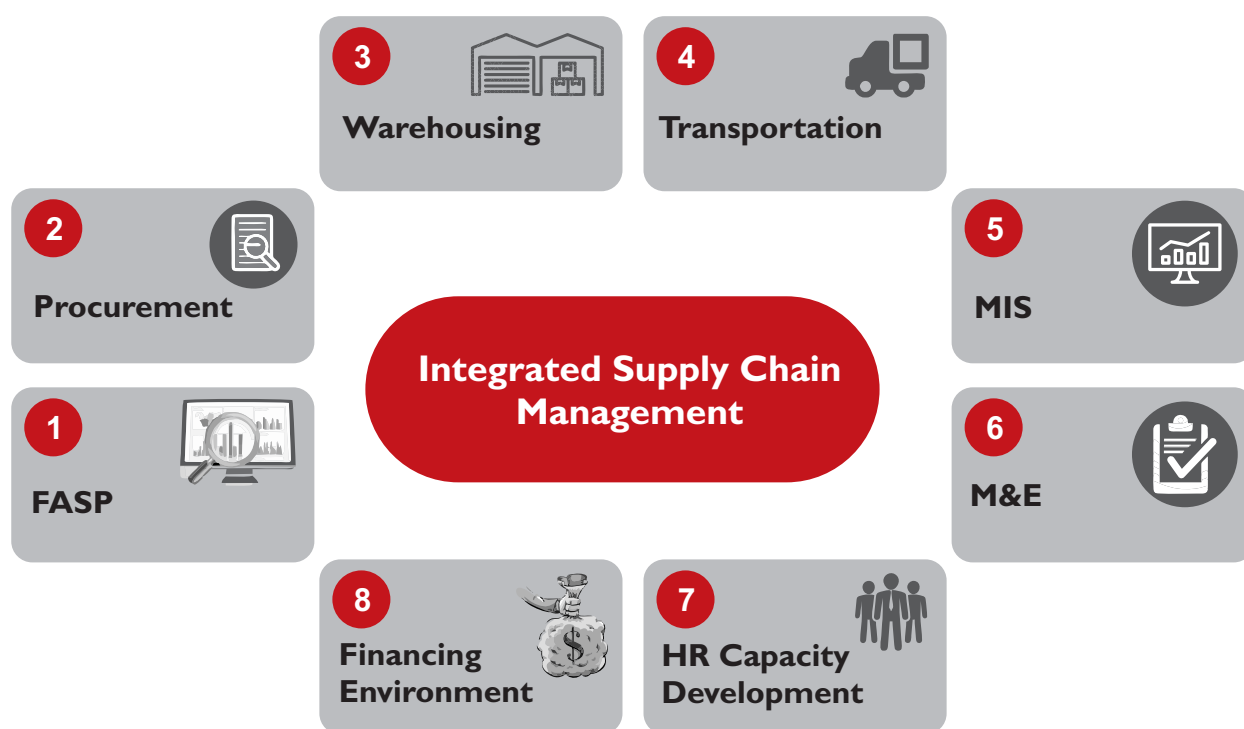 3
Warehousing
4
Transportation
2
Procurement
5
MIS
Integrated Supply Chain
Management
1
FASP
6
M&E
8
Financing
Environment
$
7
HR Capacity
Development